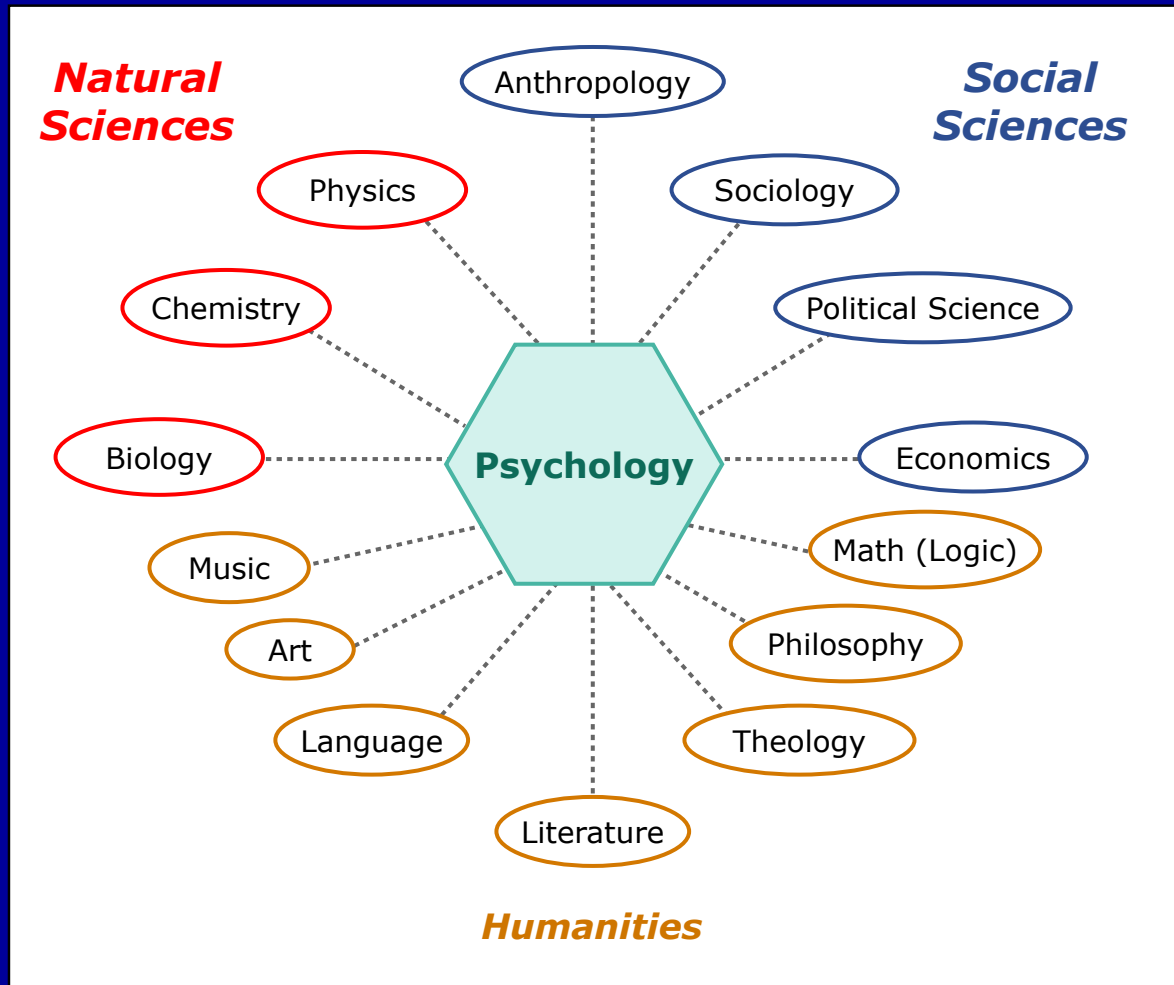 Natural
Sciences
Anthropology
Social
Sciences
Physics
Sociology
Chemistry
Political Science
Biology
Psychology
Economics
Music
Math (Logic)
Art
Philosophy
Language
Theology
Literature
Humanities